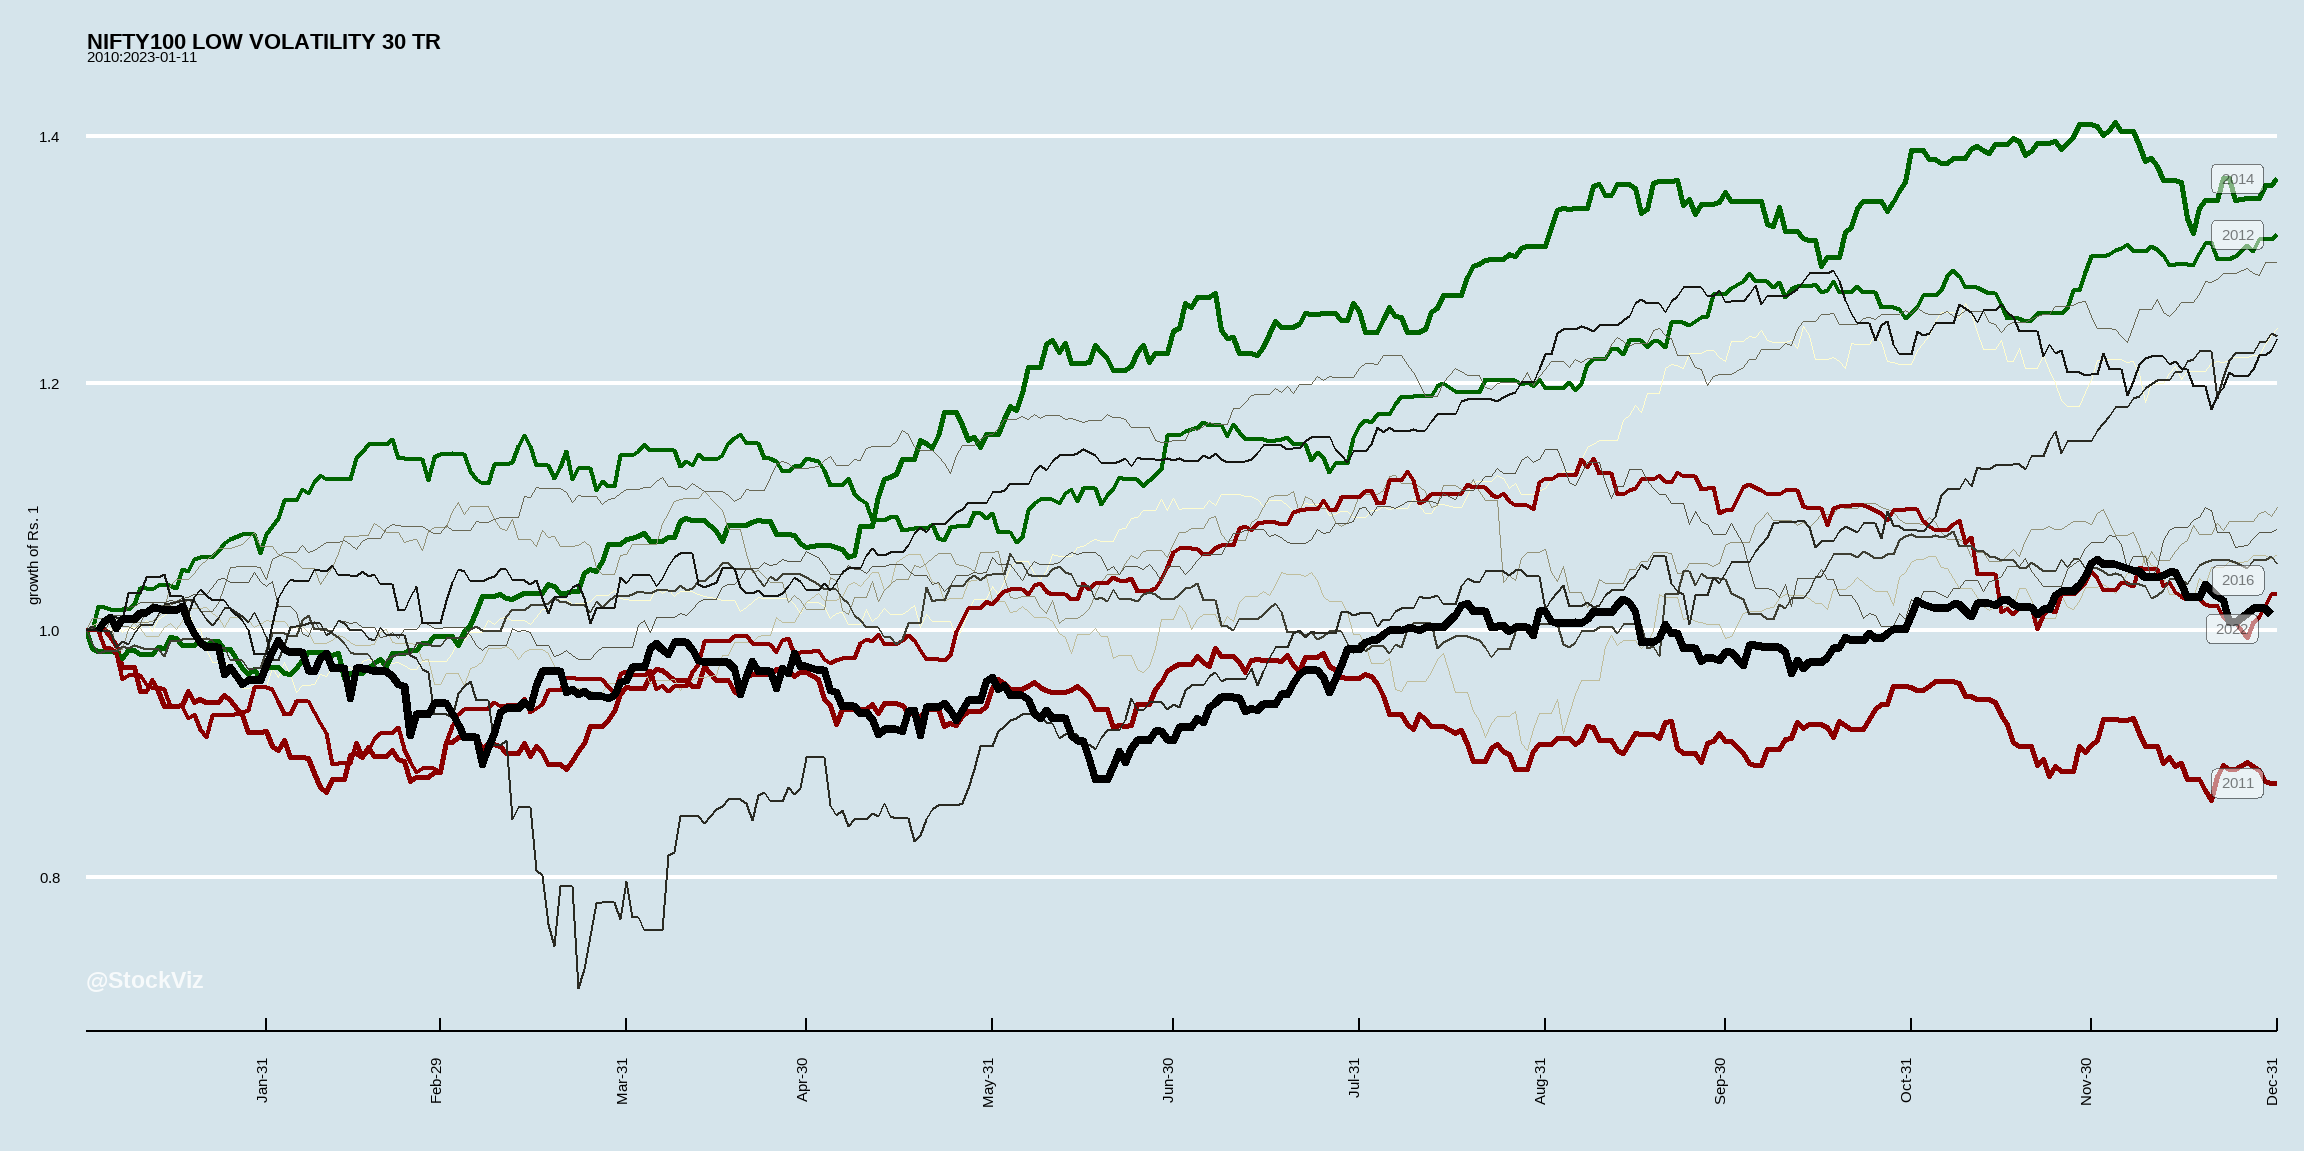 NIFTY100 LOW VOLATILITY 30 TR
2010:2023-01-11
growth of Rs. 1
1.4
1.2
1.0
0.8
2014
2012
2016
2022
2011
@StockViz
Jan-31
Feb-29
Mar-31
Apr-30
May-31
Jun-30
Jul-31
Aug-31
Sep-30
Oct-31
Nov-30
Dec-31